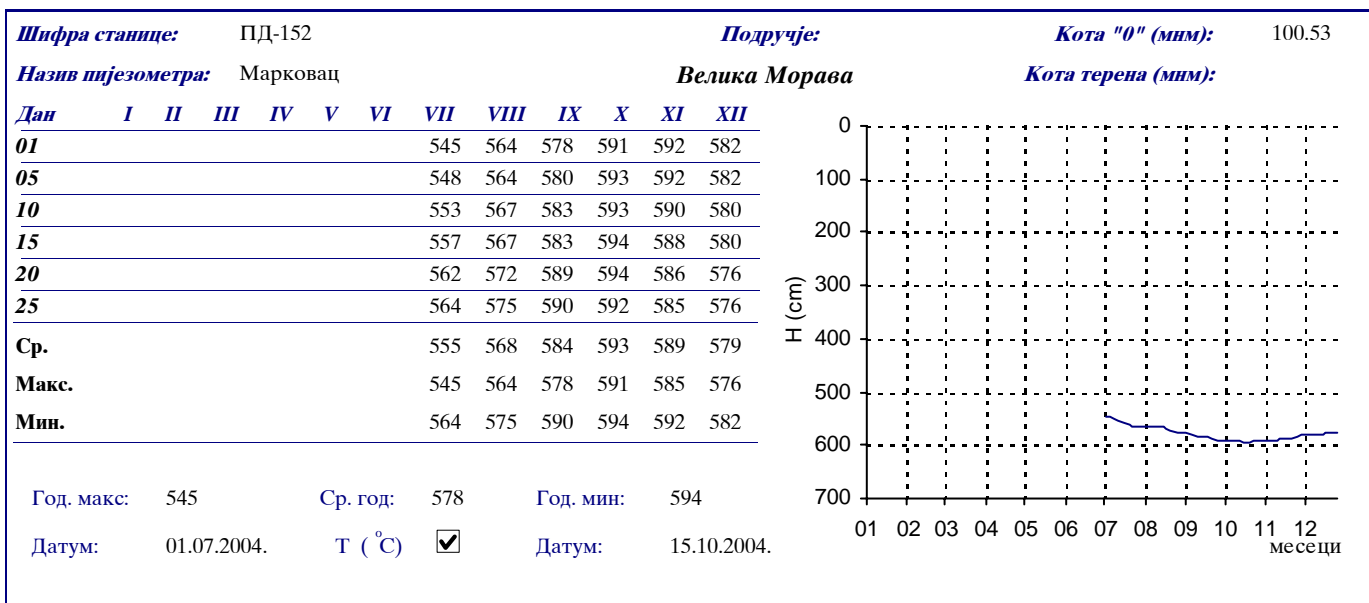 Шифра станице: ПД-152 Подручје: Кота "0" (мнм): 100.53
Назив пијезометра: Марковац Велика Морава Кота терена (мнм):
Дан I II III IV V VI VII VIII IX X XI XII
01 545 564 578 591 592 582
05 548 564 580 593 592 582
10 553 567 583 593 590 580
15 557 567 583 594 588 580
20 562 572 589 594 586 576
25 564 575 590 592 585 576
Ср. 555 568 584 593 589 579
Макс. 545 564 578 591 585 576
Мин. 564 575 590 594 592 582
Год. макс: 545 Ср. год: 578 Год. мин: 594
Датум: 01.07.2004. Т ( °C) Датум: 15.10.2004.
H (cm)
0
100
200
300
400
500
600
700
01 02 03 04 05 06 07 08 09 10 11 12
месеци